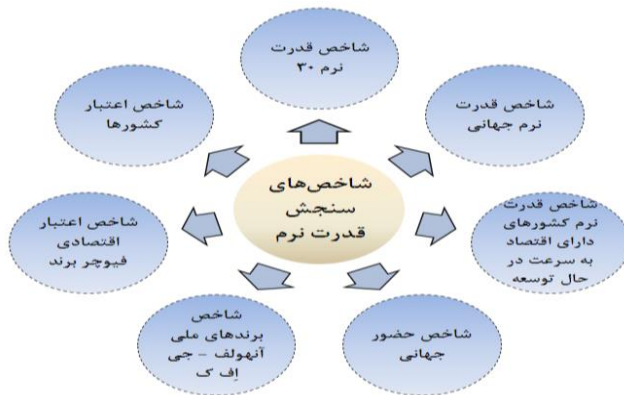 شاخص قدرت
نرم ۳۰
شاخص قدرت
نرم جهانی
شاخص قدرت
نرم کشورهای
دارای اقتصاد
به سرعت در
حال توسعه
شاخص حضور
جهانی
شاخص
برندهای ملی
آنهولف - جی
اِف ک
شاخص اعتبار
اقتصادی
فیوچر برند
شاخص اعتبار
کشورها
شاخص‌های
سنجش
قدرت نرم